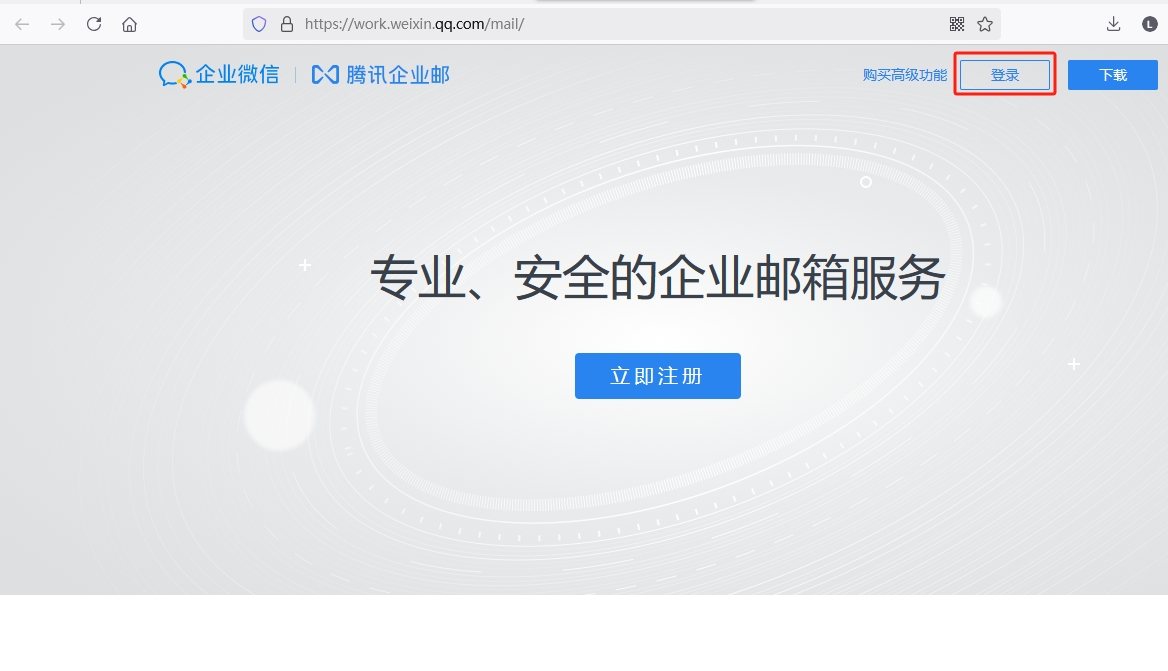 https://work.weixin.qq.com/mail/
L
企业微信 | 腾讯企业邮
购买高级功能
登录
下载
专业、安全的企业邮箱服务
立即注册